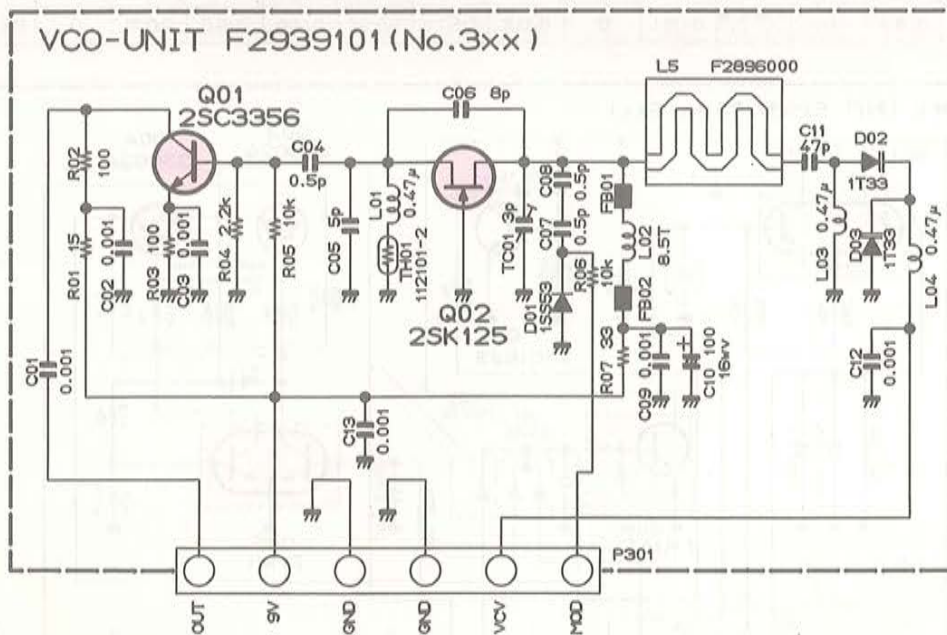 VCO-UNIT F2939101(No.3xx)
L5 F2896000
Q01
2SC3356
C06 8p
C11
47p
D02
1T33
R02
100
C04
0.5p
L01
0.47μ
TH01
112101-2
C05 5p
Q02
2SK125
TC01 3p
C08 0.5p
C07 0.5p
D01
1SS53
R06
10k
FB01
L02
8.5T
FB02
L03 0.47μ
D03
1T33
L04 0.47μ
R01 15
C02 0.001
R03 100
C03 0.001
R04 2.2k
R05 10k
R07 33
C09 0.001
C10 100
16wv
+
C12
0.001
C01
0.001
C13
0.001
P301
OUT
9V
GND
GND
VCV
MOD